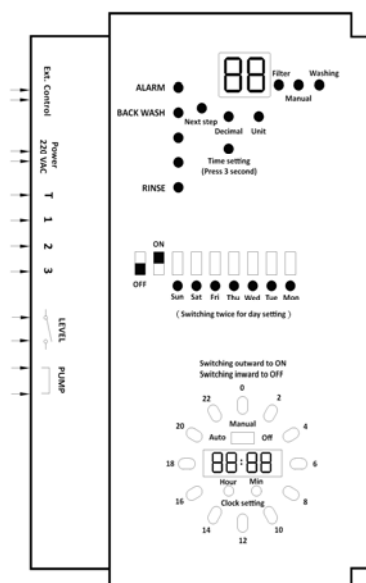 Ext. Control
Power
220 VAC
T
1
2
3
LEVEL
PUMP
88
Filter
Washing
Manual
ALARM
BACK WASH
Next step
Decimal
Unit
Time setting
(Press 3 second)
RINSE
ON
OFF
Sun Sat Fri Thu Wed Tue Mon
( Switching twice for day setting )
Switching outward to ON
Switching inward to OFF
0
22
2
Manual
20
4
Auto
Off
18
88:88
6
Hour
Min
16
8
Clock setting
14
10
12